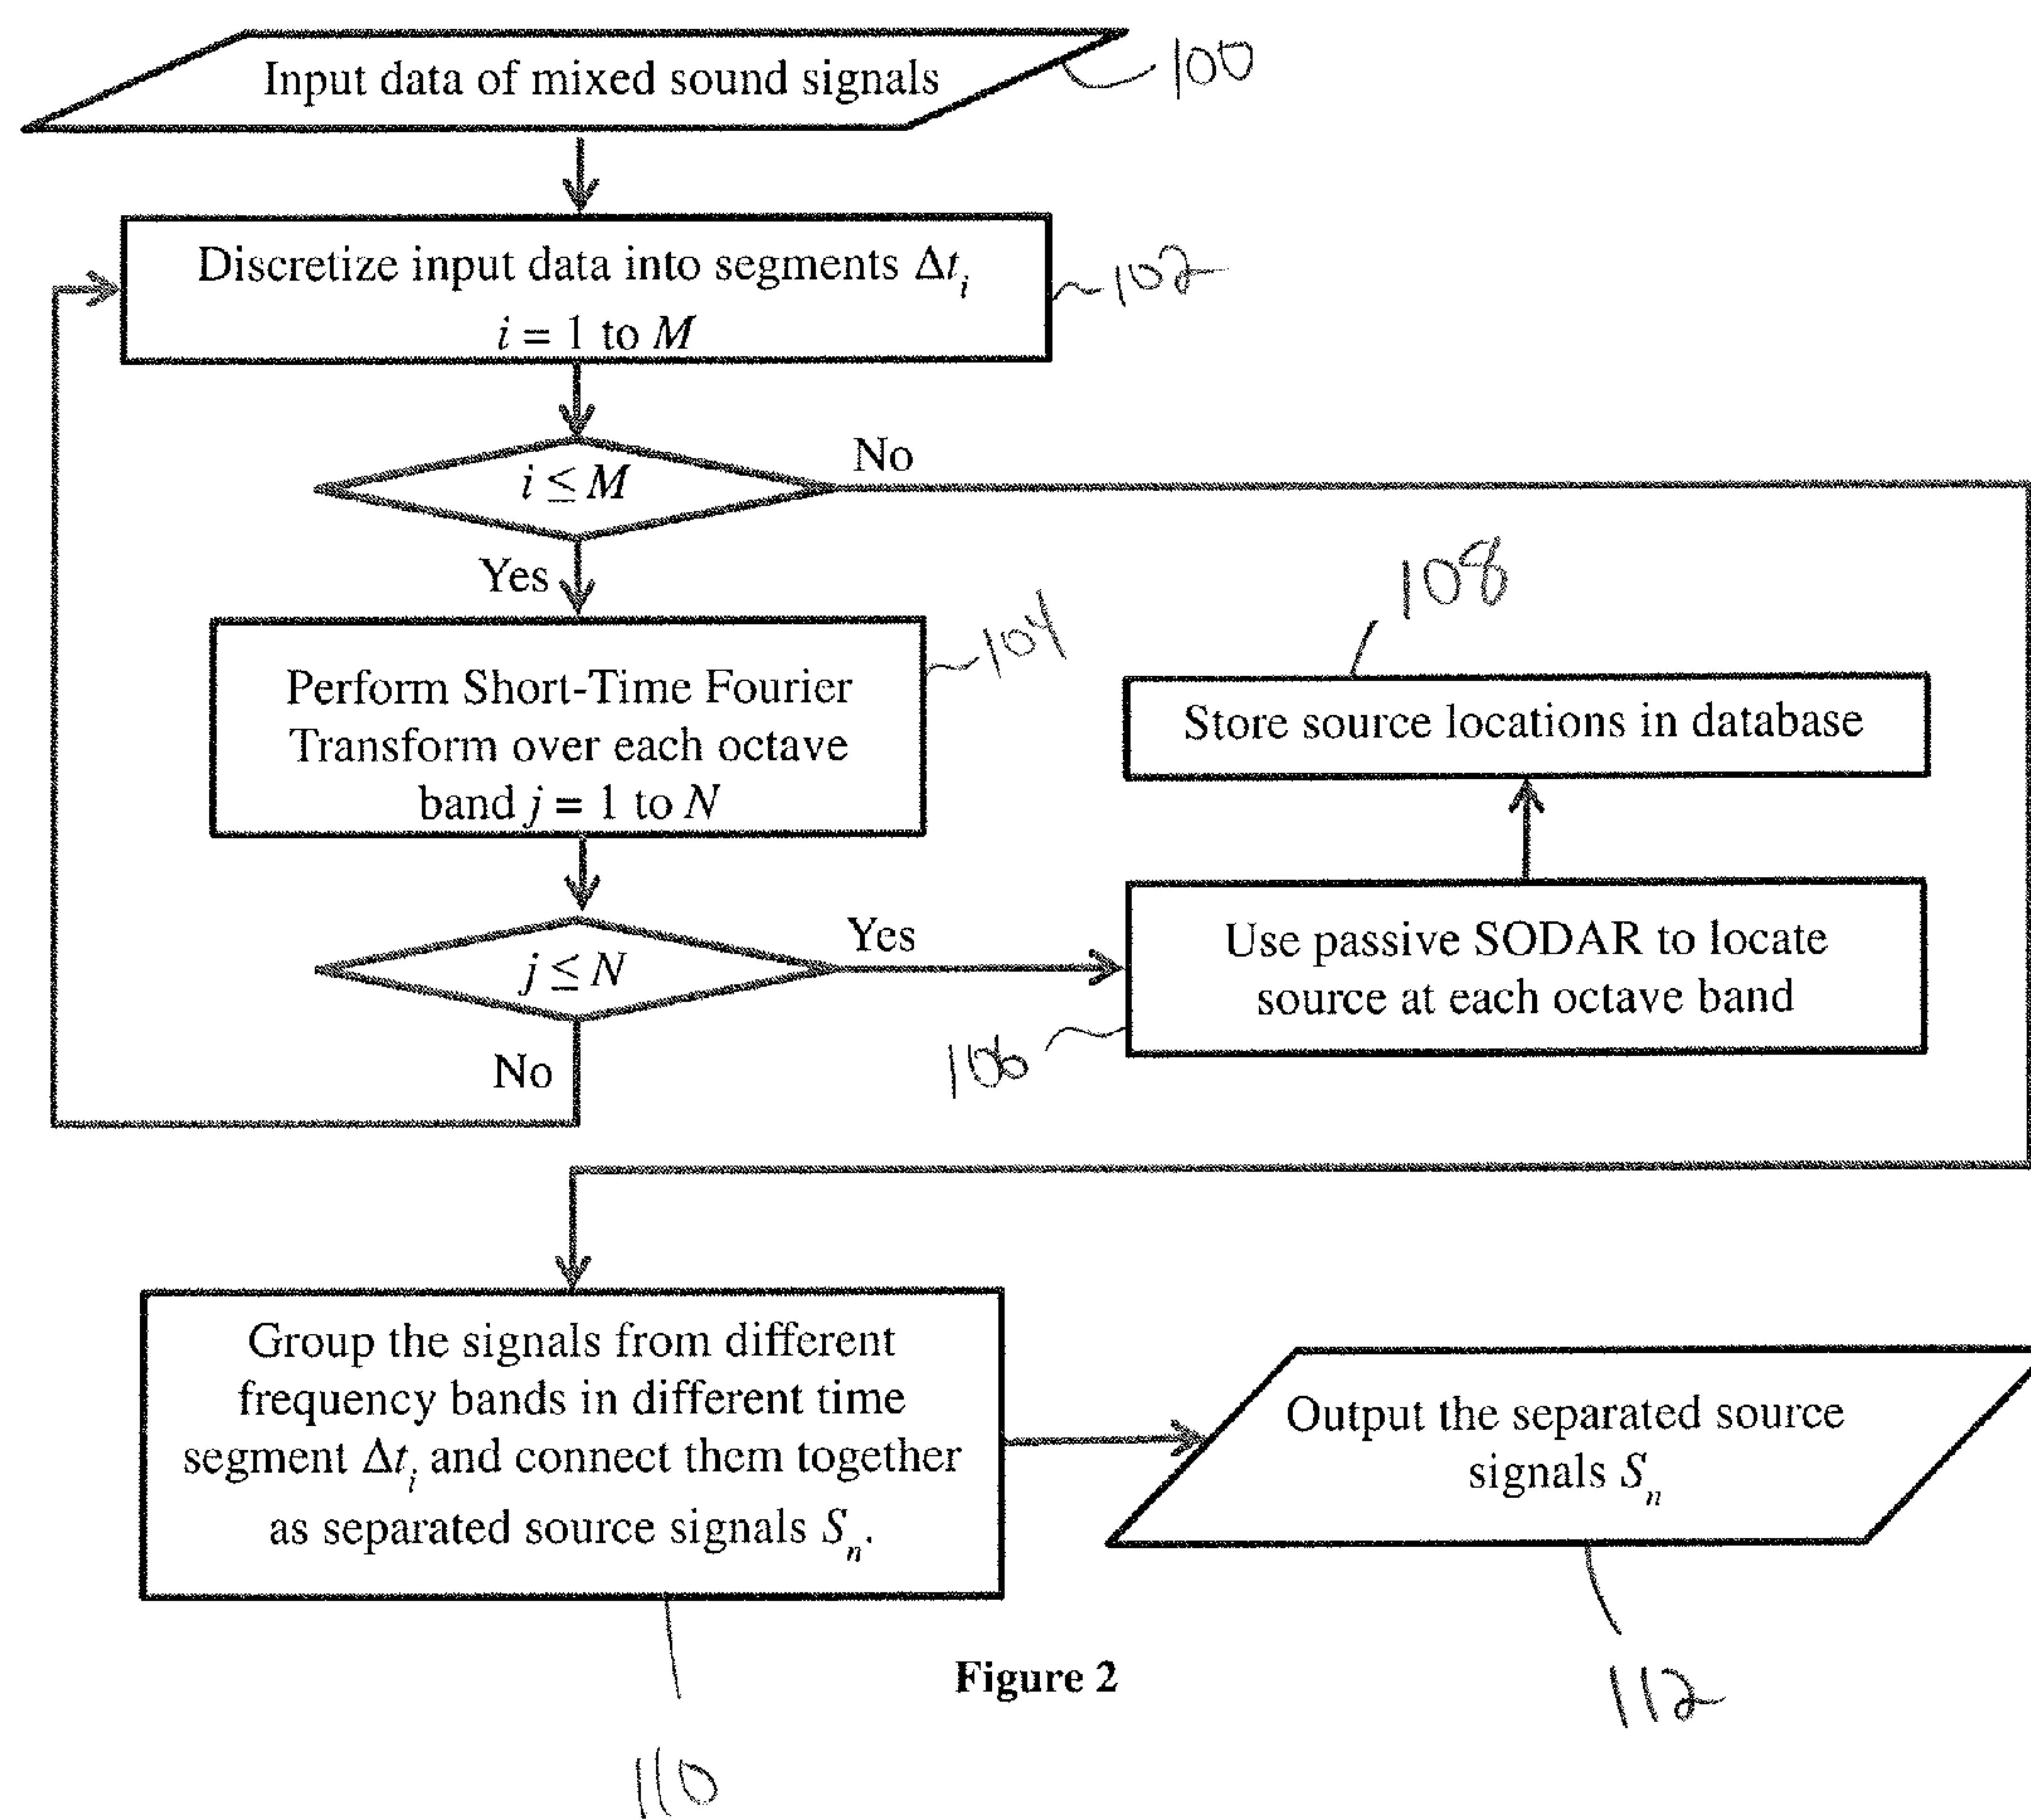 Input data of mixed sound signals
100
Discretize input data into segments Δtᵢ
i = 1 to M
102
i ≤ M
No
Yes
108
104
Perform Short-Time Fourier
Transform over each octave
band j = 1 to N
Store source locations in database
j ≤ N
Yes
Use passive SODAR to locate
source at each octave band
106
No
Group the signals from different
frequency bands in different time
segment Δtᵢ and connect them together
as separated source signals Sₙ.
Output the separated source
signals Sₙ
Figure 2
112
110